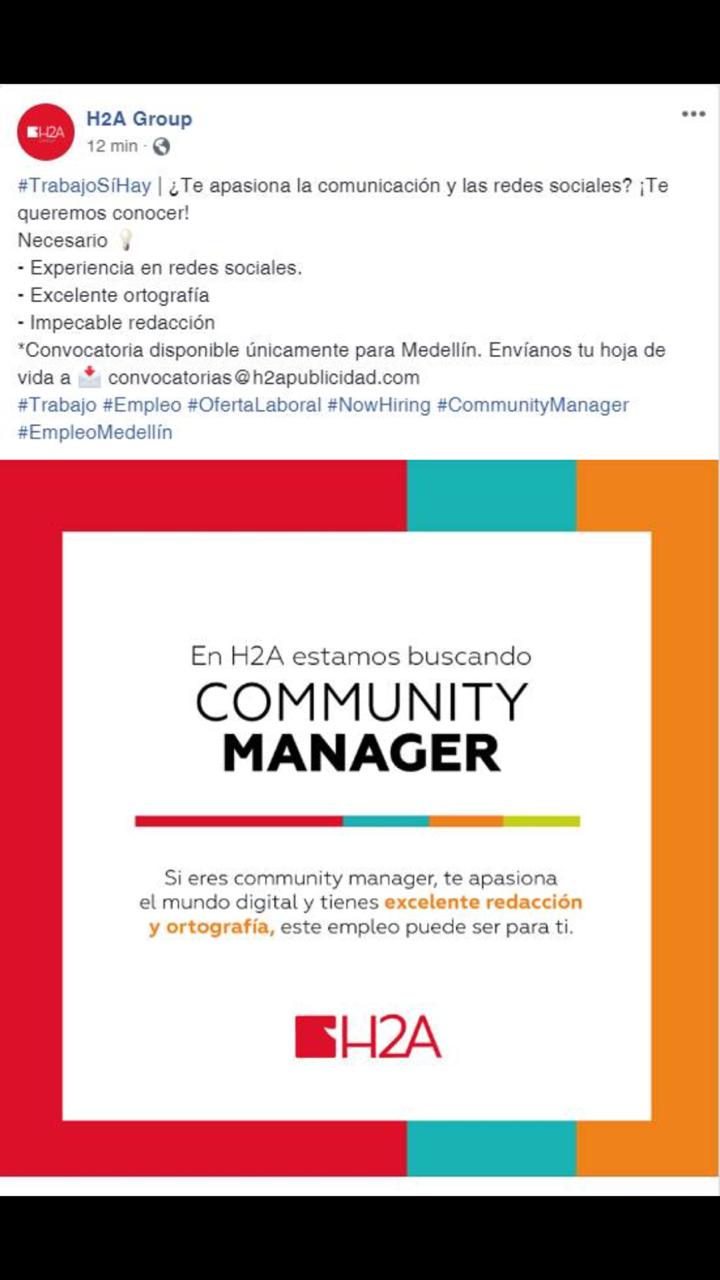 H2A
H2A Group
12 min ·
#TrabajoSíHay | ¿Te apasiona la comunicación y las redes sociales? ¡Te
queremos conocer!
Necesario 💡
- Experiencia en redes sociales.
- Excelente ortografía
- Impecable redacción
*Convocatoria disponible únicamente para Medellín. Envíanos tu hoja de
vida a 📩 convocatorias@h2apublicidad.com
#Trabajo #Empleo #OfertaLaboral #NowHiring #CommunityManager
#EmpleoMedellín
En H2A estamos buscando
COMMUNITY
MANAGER
Si eres community manager, te apasiona
el mundo digital y tienes excelente redacción
y ortografía, este empleo puede ser para ti.
H2A